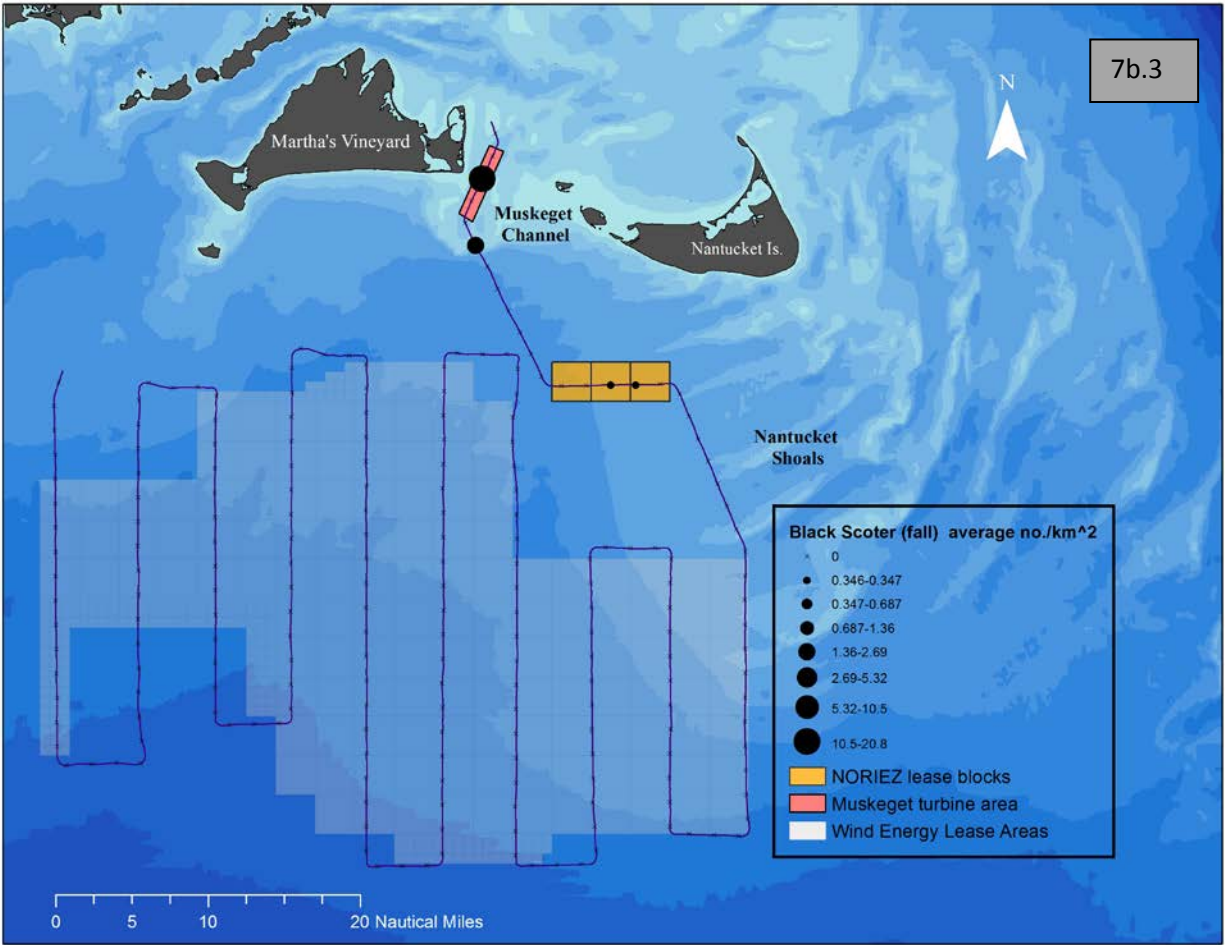 7b.3
N
Martha's Vineyard
Muskeget
Channel
Nantucket Is.
Nantucket
Shoals
Black Scoter (fall) average no./km^2
0
0.346-0.347
0.347-0.687
0.687-1.36
1.36-2.69
2.69-5.32
5.32-10.5
10.5-20.8
NORIEZ lease blocks
Muskeget turbine area
Wind Energy Lease Areas
0 5 10 20 Nautical Miles